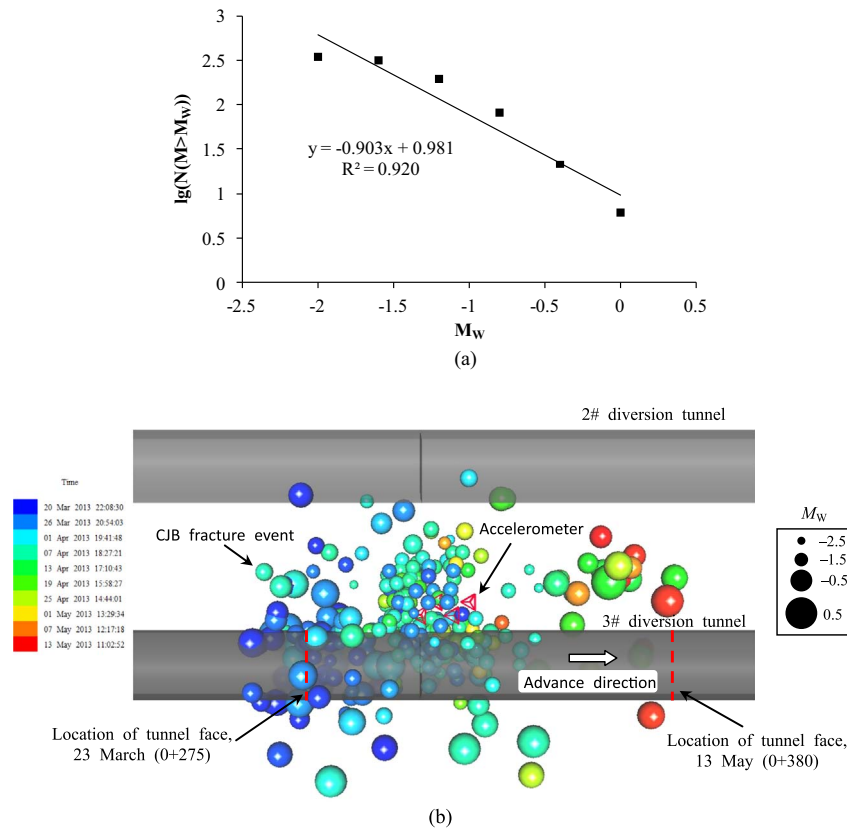 3
2.5
2
1.5
1
0.5
0
lg(N(M>MW))
y = -0.903x + 0.981
R² = 0.920
-2.5 -2 -1.5 -1 -0.5 0 0.5
MW
(a)
2# diversion tunnel
Time
20 Mar 2013 22:08:30
26 Mar 2013 20:54:03
01 Apr 2013 19:41:48
07 Apr 2013 18:27:21
13 Apr 2013 17:10:43
19 Apr 2013 15:58:27
25 Apr 2013 14:44:01
01 May 2013 13:29:34
07 May 2013 12:17:18
13 May 2013 11:02:52
CJB fracture event
Accelerometer
MW
−2.5
−1.5
−0.5
0.5
3# diversion tunnel
Advance direction
Location of tunnel face,
23 March (0+275)
Location of tunnel face,
13 May (0+380)
(b)